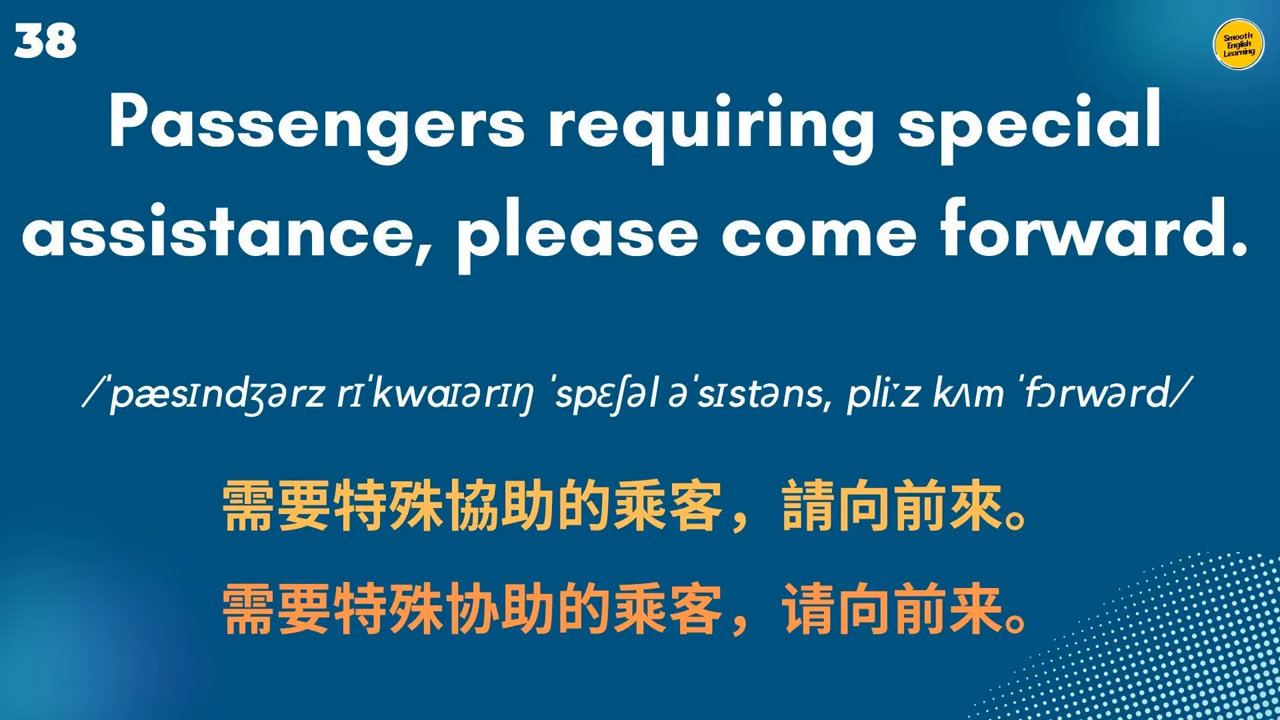 38
Smooth
English
Learning
Passengers requiring special
assistance, please come forward.
/ˈpæsɪndʒərz rɪˈkwaɪərɪŋ ˈspɛʃəl əˈsɪstəns, pliːz kʌm ˈfɔrwərd/
需要特殊協助的乘客，請向前來。
需要特殊协助的乘客，请向前来。